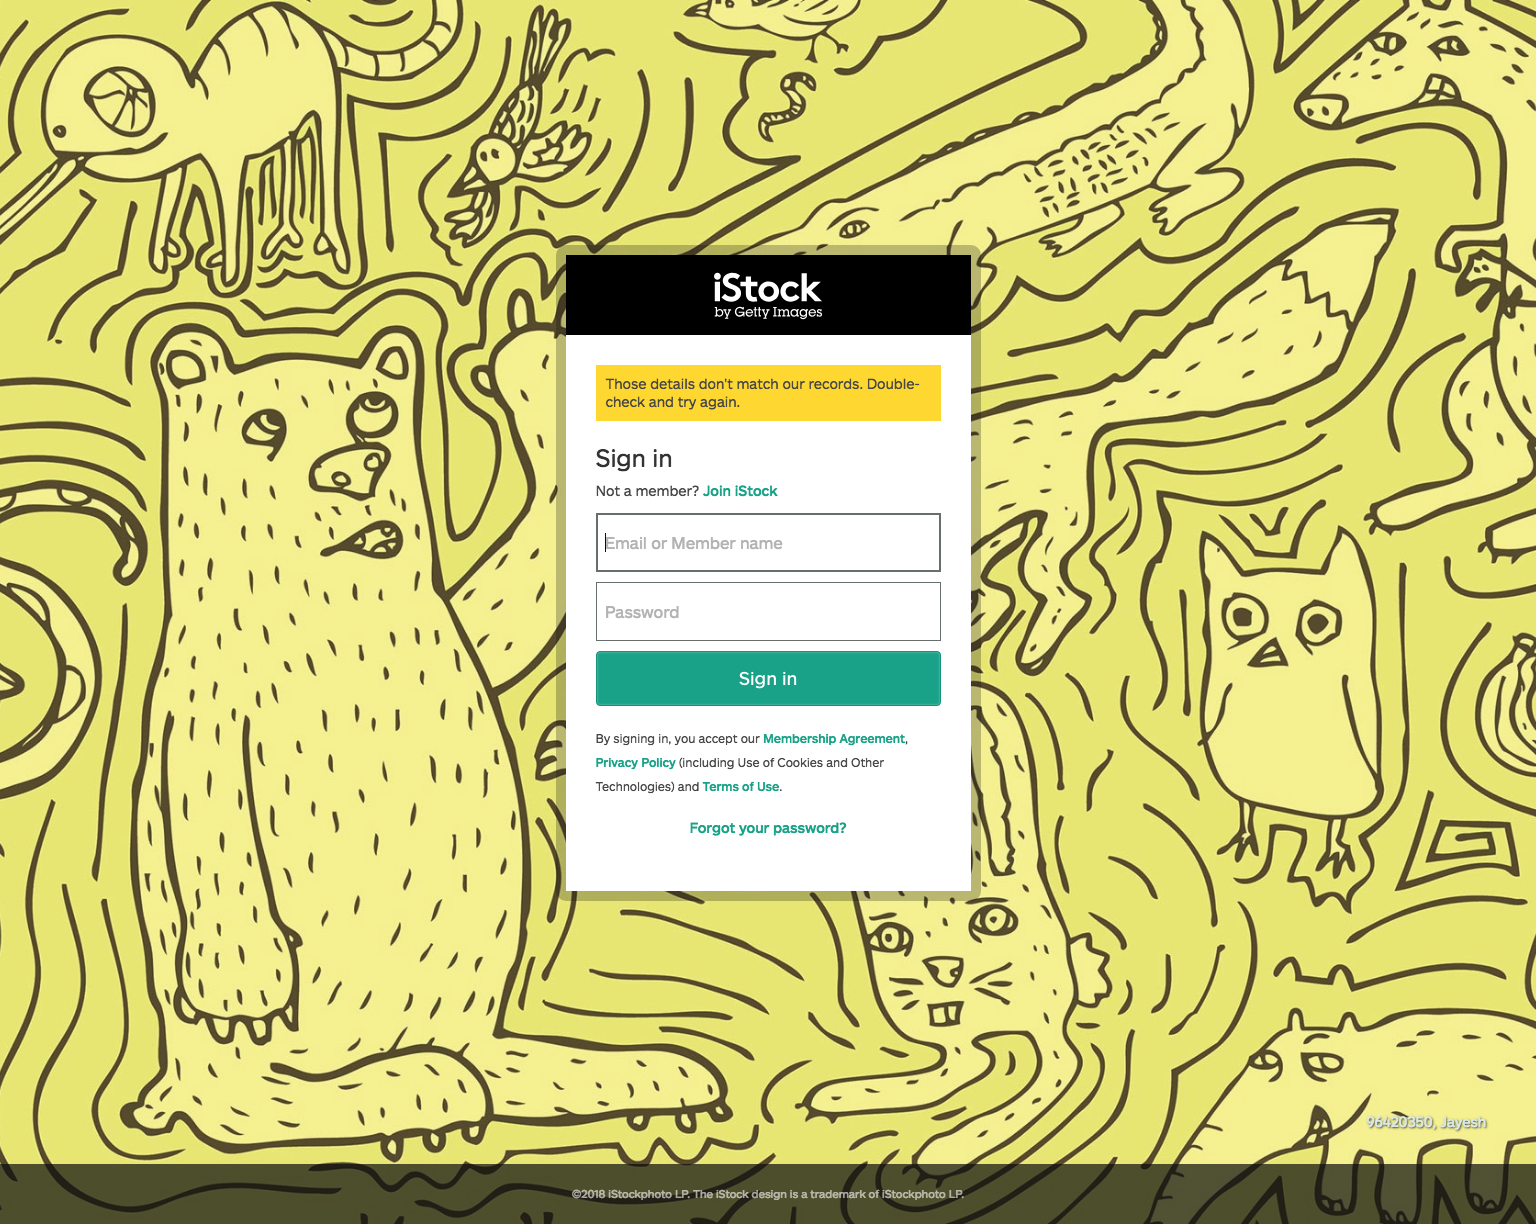 iStock
by Getty Images
Those details don't match our records. Double-
check and try again.
Sign in
Not a member? Join iStock
Email or Member name
Password
Sign in
By signing in, you accept our Membership Agreement,
Privacy Policy (including Use of Cookies and Other
Technologies) and Terms of Use.
Forgot your password?
96420350, Jayesh
©2018 iStockphoto LP. The iStock design is a trademark of iStockphoto LP.